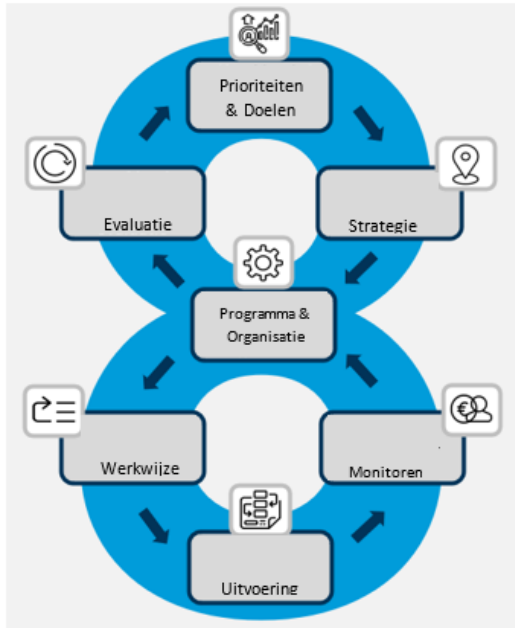 Prioriteiten
& Doelen
Evaluatie
Strategie
Programma &
Organisatie
Werkwijze
Monitoren
Uitvoering